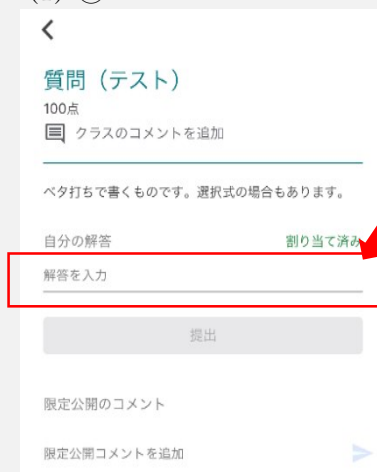 質問（テスト）
100点
クラスのコメントを追加
ベタ打ちで書くものです。選択式の場合もあります。
自分の解答 割り当て済み
解答を入力
提出
限定公開のコメント
限定公開コメントを追加